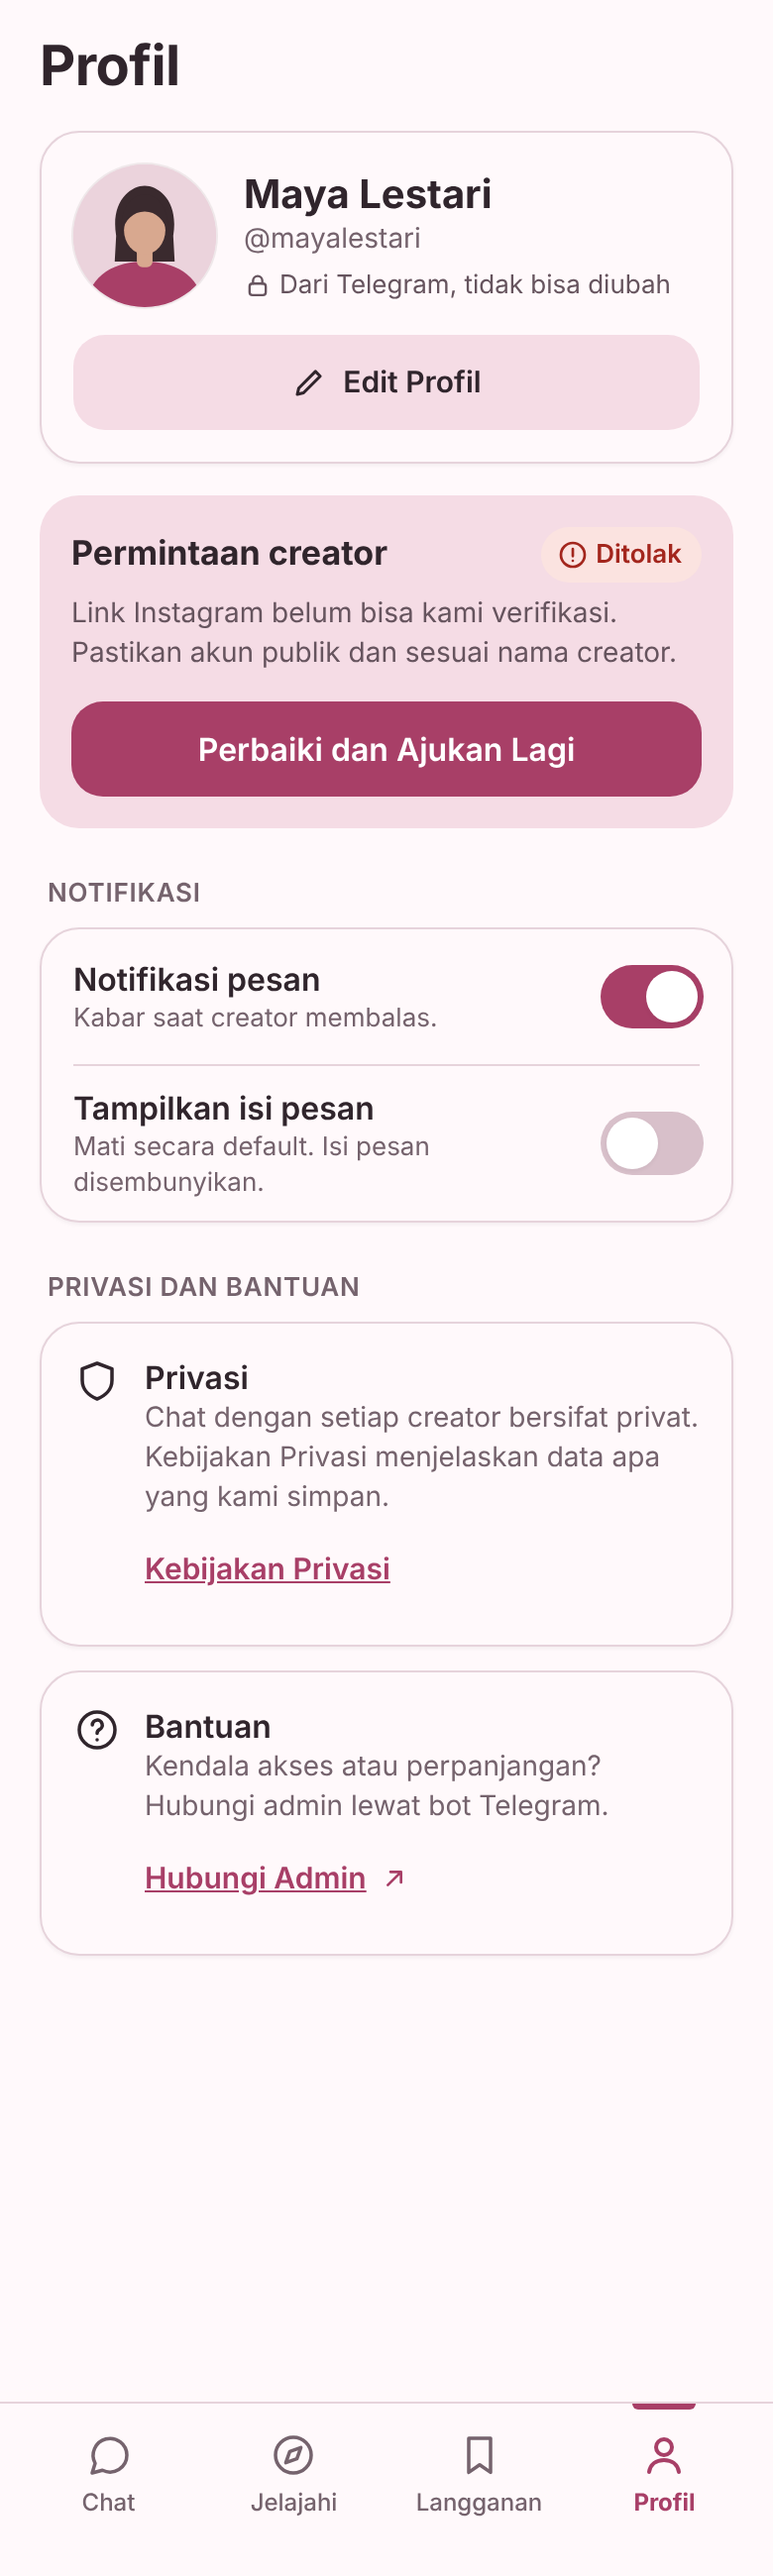 Profil
Maya Lestari
@mayalestari
Dari Telegram, tidak bisa diubah
Edit Profil
Permintaan creator
Ditolak
Link Instagram belum bisa kami verifikasi.
Pastikan akun publik dan sesuai nama creator.
Perbaiki dan Ajukan Lagi
NOTIFIKASI
Notifikasi pesan
Kabar saat creator membalas.
Tampilkan isi pesan
Mati secara default. Isi pesan
disembunyikan.
PRIVASI DAN BANTUAN
Privasi
Chat dengan setiap creator bersifat privat.
Kebijakan Privasi menjelaskan data apa
yang kami simpan.
Kebijakan Privasi
Bantuan
Kendala akses atau perpanjangan?
Hubungi admin lewat bot Telegram.
Hubungi Admin
Chat
Jelajahi
Langganan
Profil